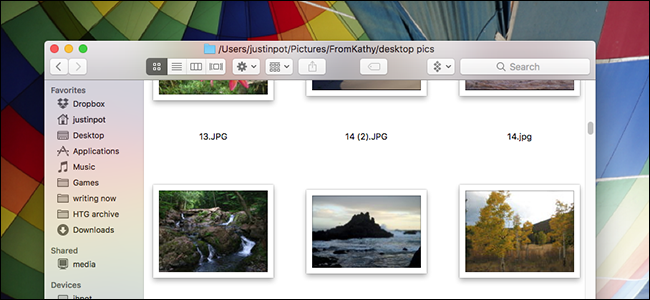 /Users/justinpot/Pictures/FromKathy/desktop pics
Search
Favorites
Dropbox
justinpot
Desktop
Applications
Music
Games
writing now
HTG archive
Downloads
Shared
media
Devices
13.JPG
14 (2).JPG
14.jpg